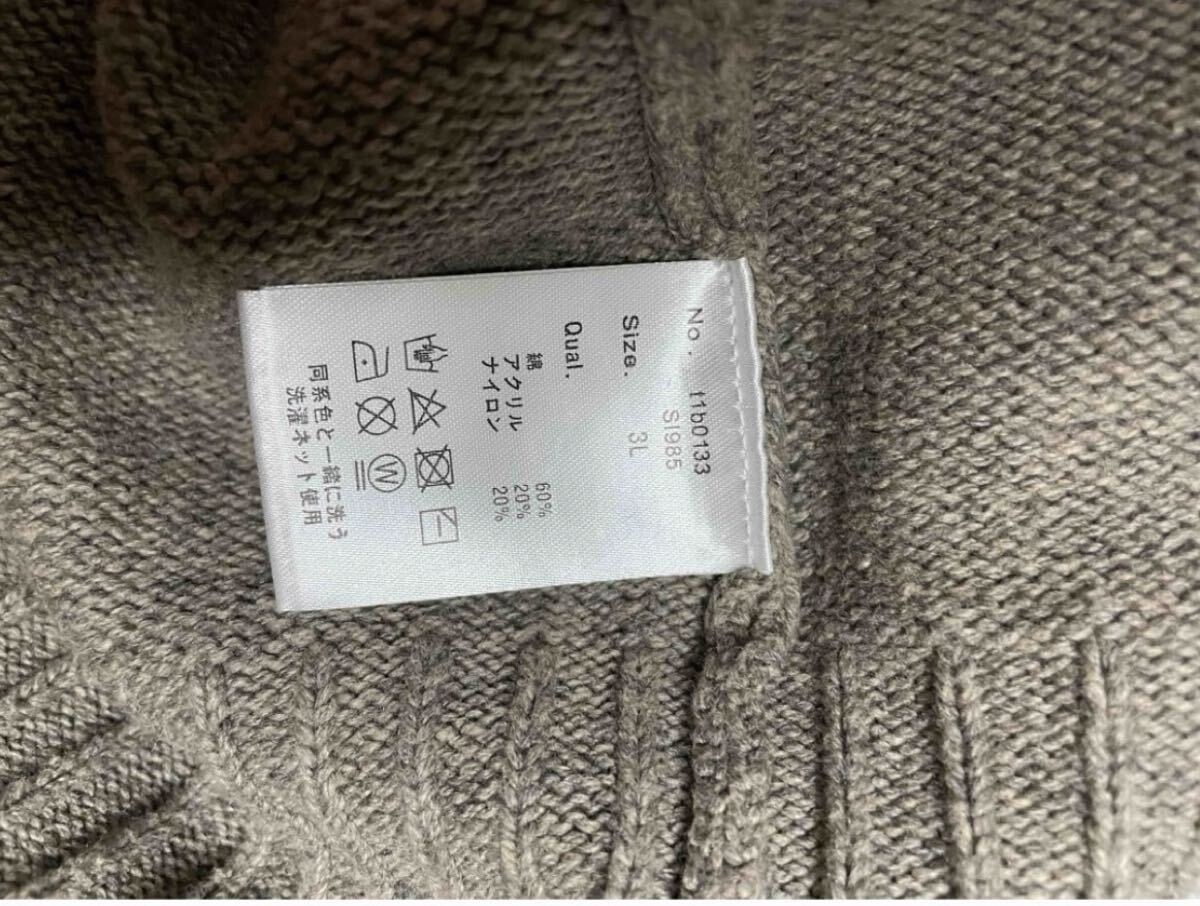 No. t1b0133
SI985
Size. 3L
Qual.
綿 60%
アクリル 20%
ナイロン 20%
W
同系色と一緒に洗う
洗濯ネット使用